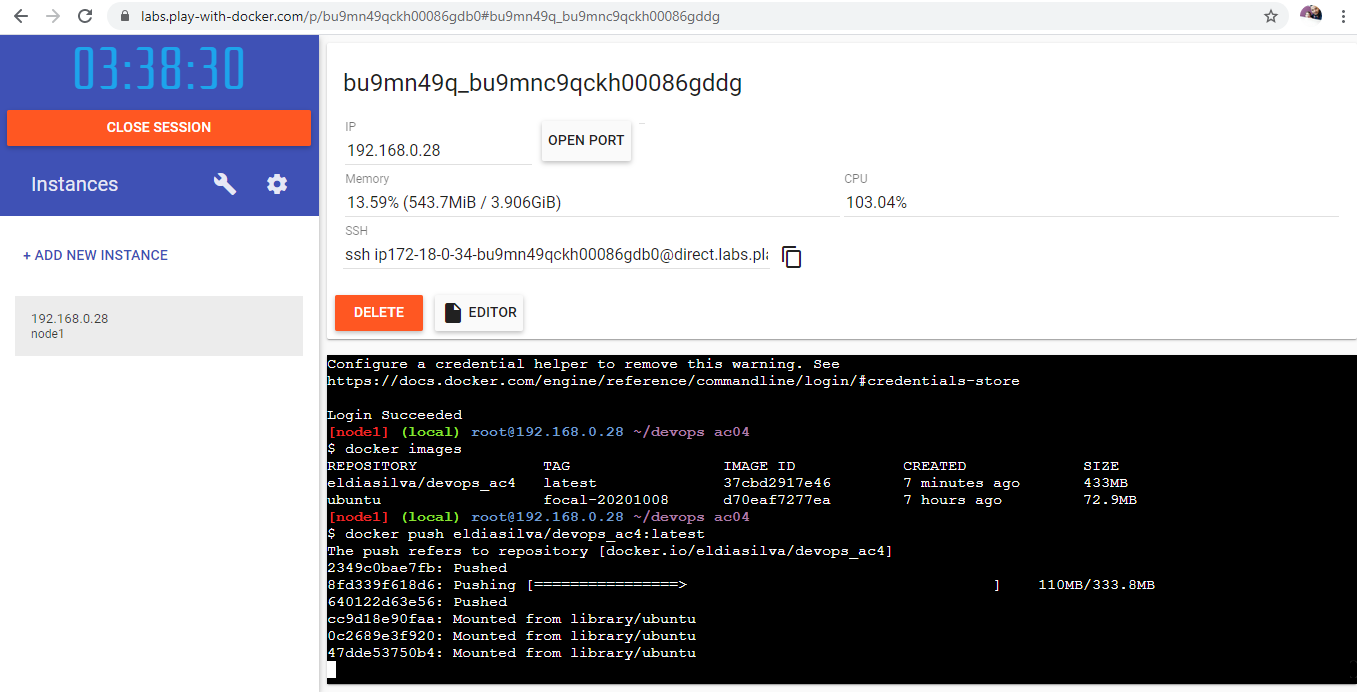 labs.play-with-docker.com/p/bu9mn49qckh00086gdb0#bu9mn49q_bu9mnc9qckh00086gddg
03:38:30
CLOSE SESSION
Instances
+ ADD NEW INSTANCE
192.168.0.28
node1
bu9mn49q_bu9mnc9qckh00086gddg
IP
192.168.0.28
OPEN PORT
Memory
13.59% (543.7MiB / 3.906GiB)
CPU
103.04%
SSH
ssh ip172-18-0-34-bu9mn49qckh00086gdb0@direct.labs.pla
DELETE
EDITOR
Configure a credential helper to remove this warning. See
https://docs.docker.com/engine/reference/commandline/login/#credentials-store
Login Succeeded
[node1] (local) root@192.168.0.28 ~/devops ac04
$ docker images
REPOSITORY TAG IMAGE ID CREATED SIZE
eldiasilva/devops_ac4 latest 37cbd2917e46 7 minutes ago 433MB
ubuntu focal-20201008 d70eaf7277ea 7 hours ago 72.9MB
[node1] (local) root@192.168.0.28 ~/devops ac04
$ docker push eldiasilva/devops_ac4:latest
The push refers to repository [docker.io/eldiasilva/devops_ac4]
2349c0bae7fb: Pushed
8fd339f618d6: Pushing [================> ] 110MB/333.8MB
640122d63e56: Pushed
cc9d18e90faa: Mounted from library/ubuntu
0c2689e3f920: Mounted from library/ubuntu
47dde53750b4: Mounted from library/ubuntu